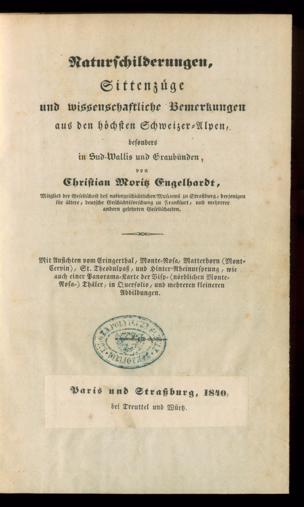 Naturschilderungen,
Sittenzüge
und wissenschaftliche Bemerkungen
aus den höchsten Schweizer-Alpen,
besonders
in Süd-Wallis und Graubünden,
von
Christian Moritz Engelhardt,
Mitglied der Gesellschaft des naturgeschichtlichen Museums zu Straßburg, derjenigen
für ältere, deutsche Geschichtsforschung zu Frankfurt, und mehrerer
andern gelehrten Gesellschaften.
Mit Ansichten vom Eringerthal, Monte-Rosa, Matterhorn (Mont-
Cervin), St. Theodulpaß, und Hinter-Rheinursprung, wie
auch einer Panorama-Karte der Visp-(nördlichen Monte-
Rosa-) Thäler, in Querfolio, und mehreren kleineren
Abbildungen.
Paris und Straßburg, 1840,
bei Treuttel und Würtz.